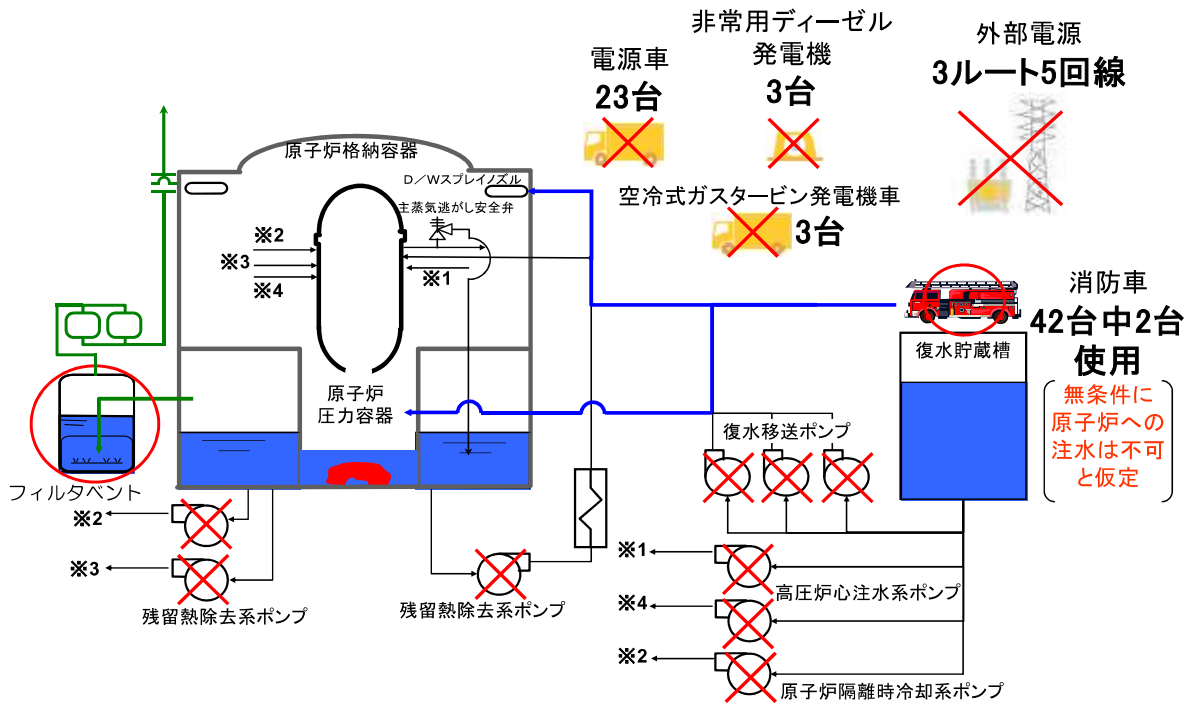 非常用ディーゼル
発電機
3台
電源車
23台
外部電源
3ルート5回線
空冷式ガスタービン発電機車
3台
原子炉格納容器
D/Wスプレイノズル
主蒸気逃がし安全弁
※2
※3
※4
※1
消防車
42台中2台
使用
無条件に
原子炉への
注水は不可
と仮定
復水貯蔵槽
原子炉
圧力容器
復水移送ポンプ
フィルタベント
※2
※3
残留熱除去系ポンプ
残留熱除去系ポンプ
※1
高圧炉心注水系ポンプ
※4
※2
原子炉隔離時冷却系ポンプ